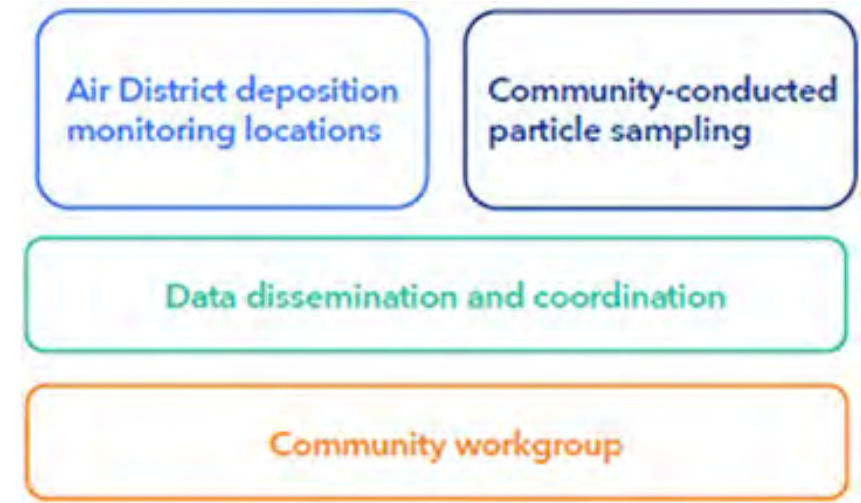 Air District deposition
monitoring locations
Community-conducted
particle sampling
Data dissemination and coordination
Community workgroup